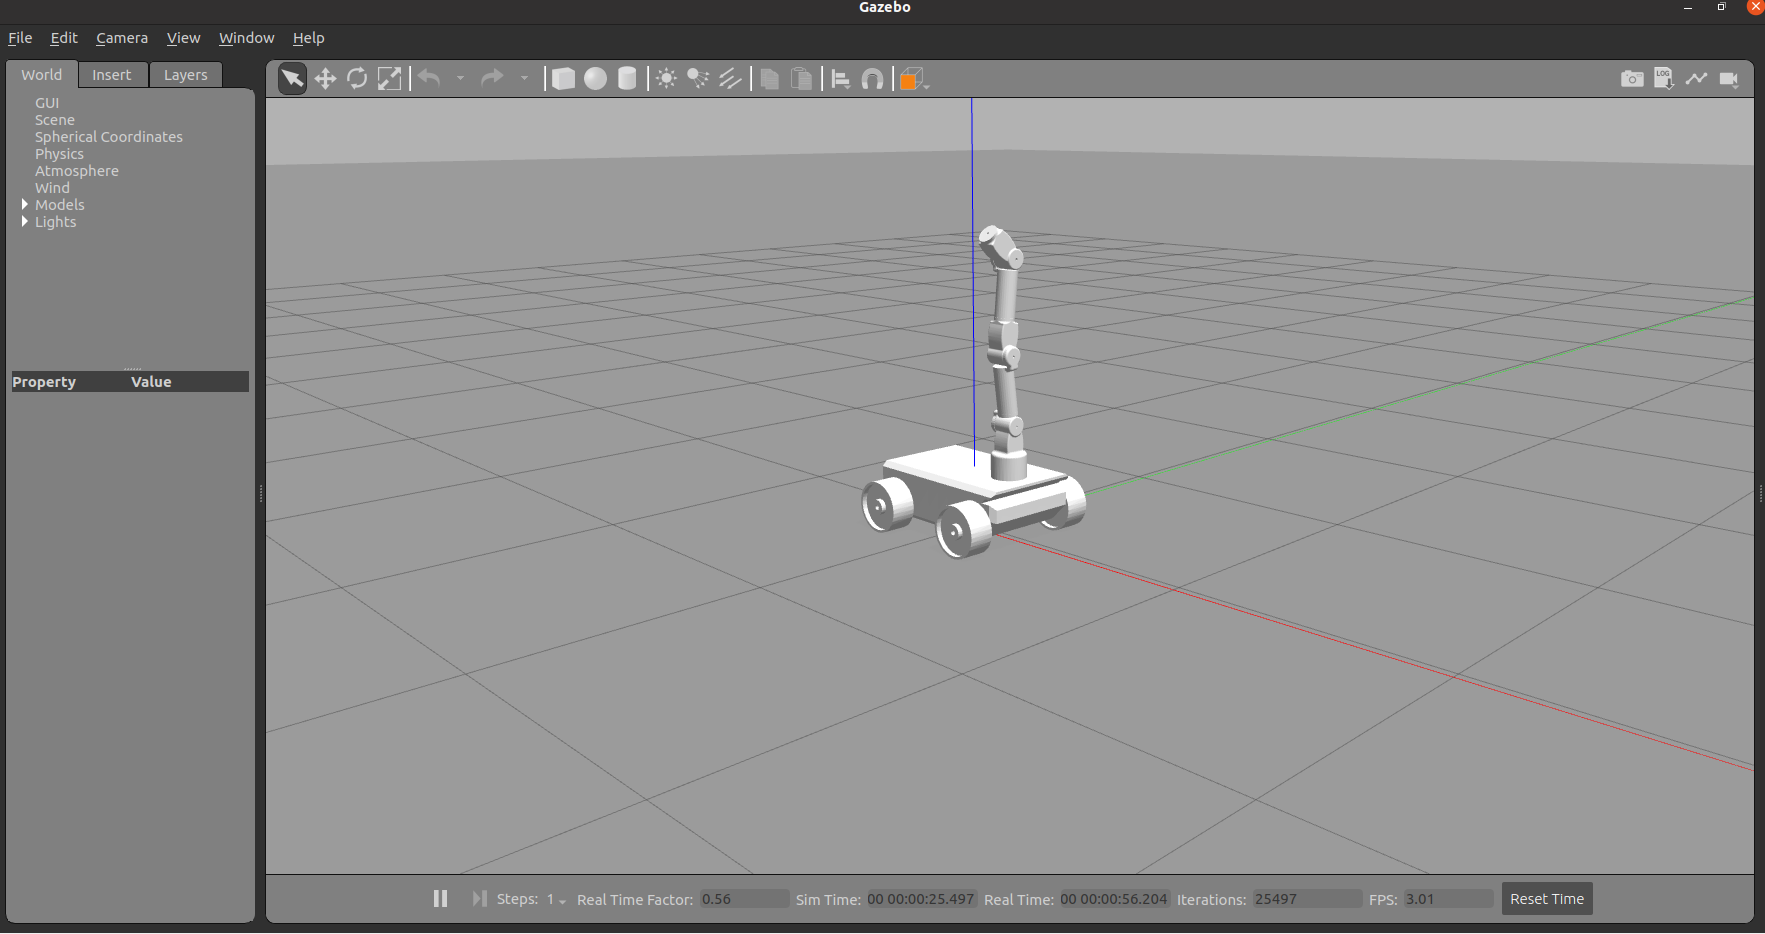 Gazebo
File Edit Camera View Window Help
World Insert Layers
GUI
Scene
Spherical Coordinates
Physics
Atmosphere
Wind
Models
Lights
Property Value
LOG
Steps: 1 Real Time Factor: 0.56 Sim Time: 00 00:00:25.497 Real Time: 00 00:00:56.204 Iterations: 25497 FPS: 3.01 Reset Time